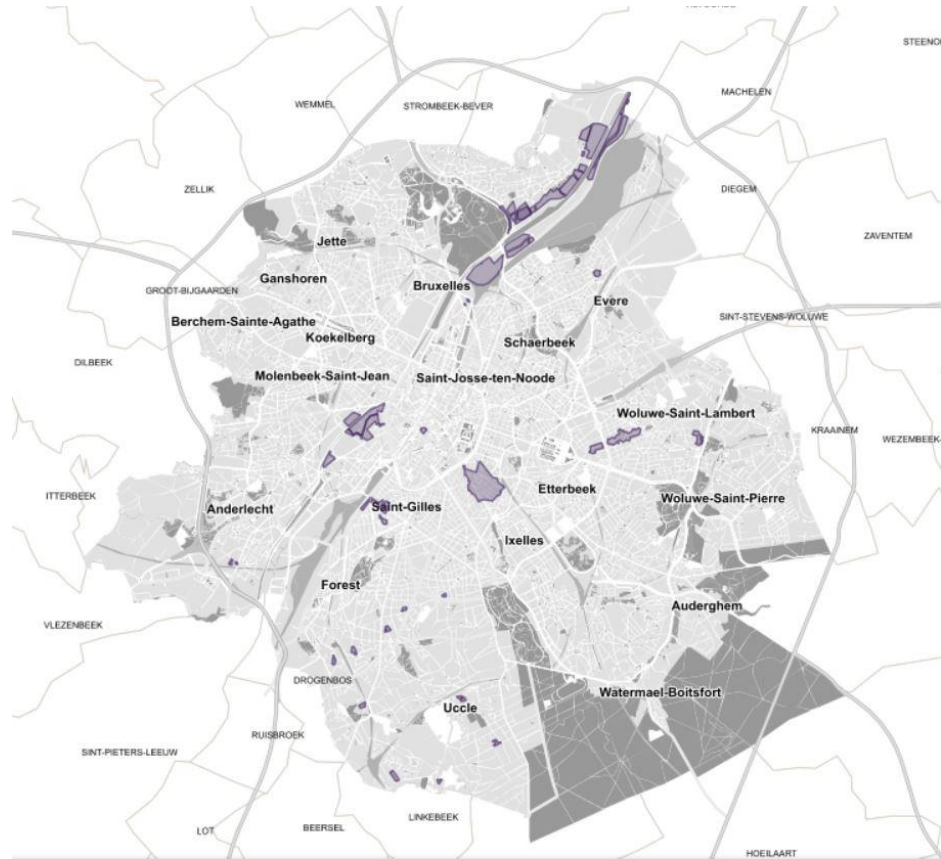 STEENO
MACHELEN
WEMMEL
STROMBEEK-BEVER
ZELLIK
DIEGEM
ZAVENTEM
Jette
Ganshoren
GROOT-BIJGAARDEN
Bruxelles
Evere
Berchem-Sainte-Agathe
SINT-STEVENS-WOLUWE
Koekelberg
Schaerbeek
DILBEEK
Molenbeek-Saint-Jean
Saint-Josse-ten-Noode
Woluwe-Saint-Lambert
KRAAINEM
WEZEMBEEK-
ITTERBEEK
Etterbeek
Woluwe-Saint-Pierre
Anderlecht
Saint-Gilles
Ixelles
Forest
Auderghem
VLEZENBEEK
DROGENBOS
Watermael-Boitsfort
Uccle
RUISBROEK
SINT-PIETERS-LEEUW
LINKEBEEK
BEERSEL
LOT
HOEILAART